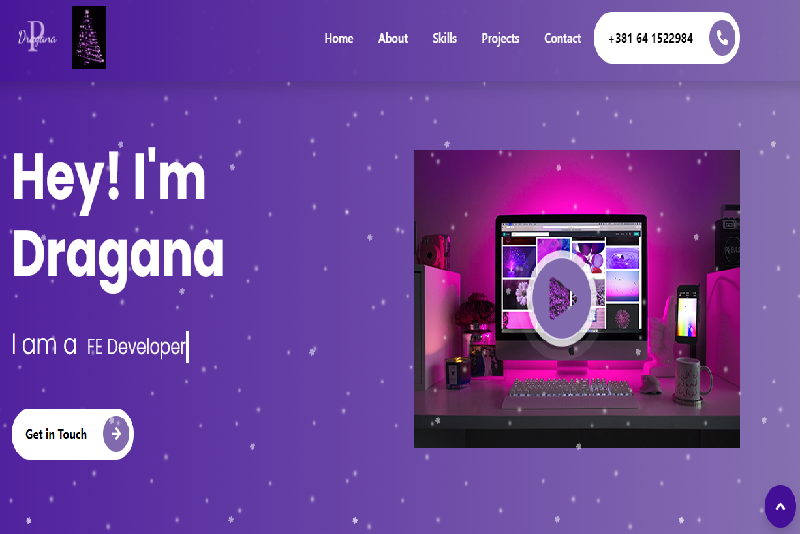 P
Dragana
Home About Skills Projects Contact +381 64 1522984
Hey! I'm
Dragana
I am a FE Developer
Get in Touch